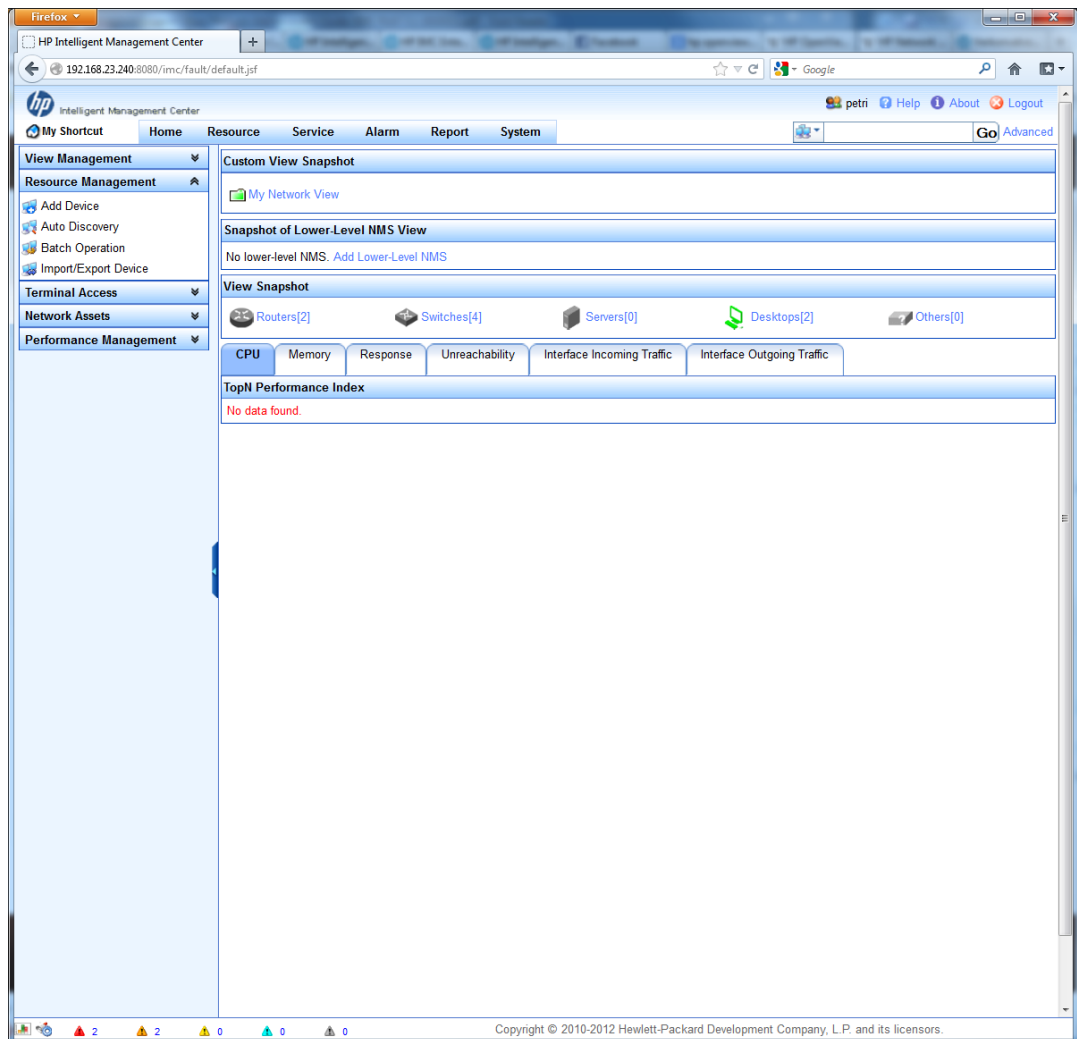 Firefox
HP Intelligent Management Center
+
192.168.23.240:8080/imc/fault/default.jsf
Google
hp Intelligent Management Center
petri Help About Logout
My Shortcut Home Resource Service Alarm Report System Go Advanced
View Management
Resource Management
Add Device
Auto Discovery
Batch Operation
Import/Export Device
Terminal Access
Network Assets
Performance Management
Custom View Snapshot
My Network View
Snapshot of Lower-Level NMS View
No lower-level NMS. Add Lower-Level NMS
View Snapshot
Routers[2] Switches[4] Servers[0] Desktops[2] Others[0]
CPU Memory Response Unreachability Interface Incoming Traffic Interface Outgoing Traffic
TopN Performance Index
No data found.
2 2 0 0 0
Copyright © 2010-2012 Hewlett-Packard Development Company, L.P. and its licensors.